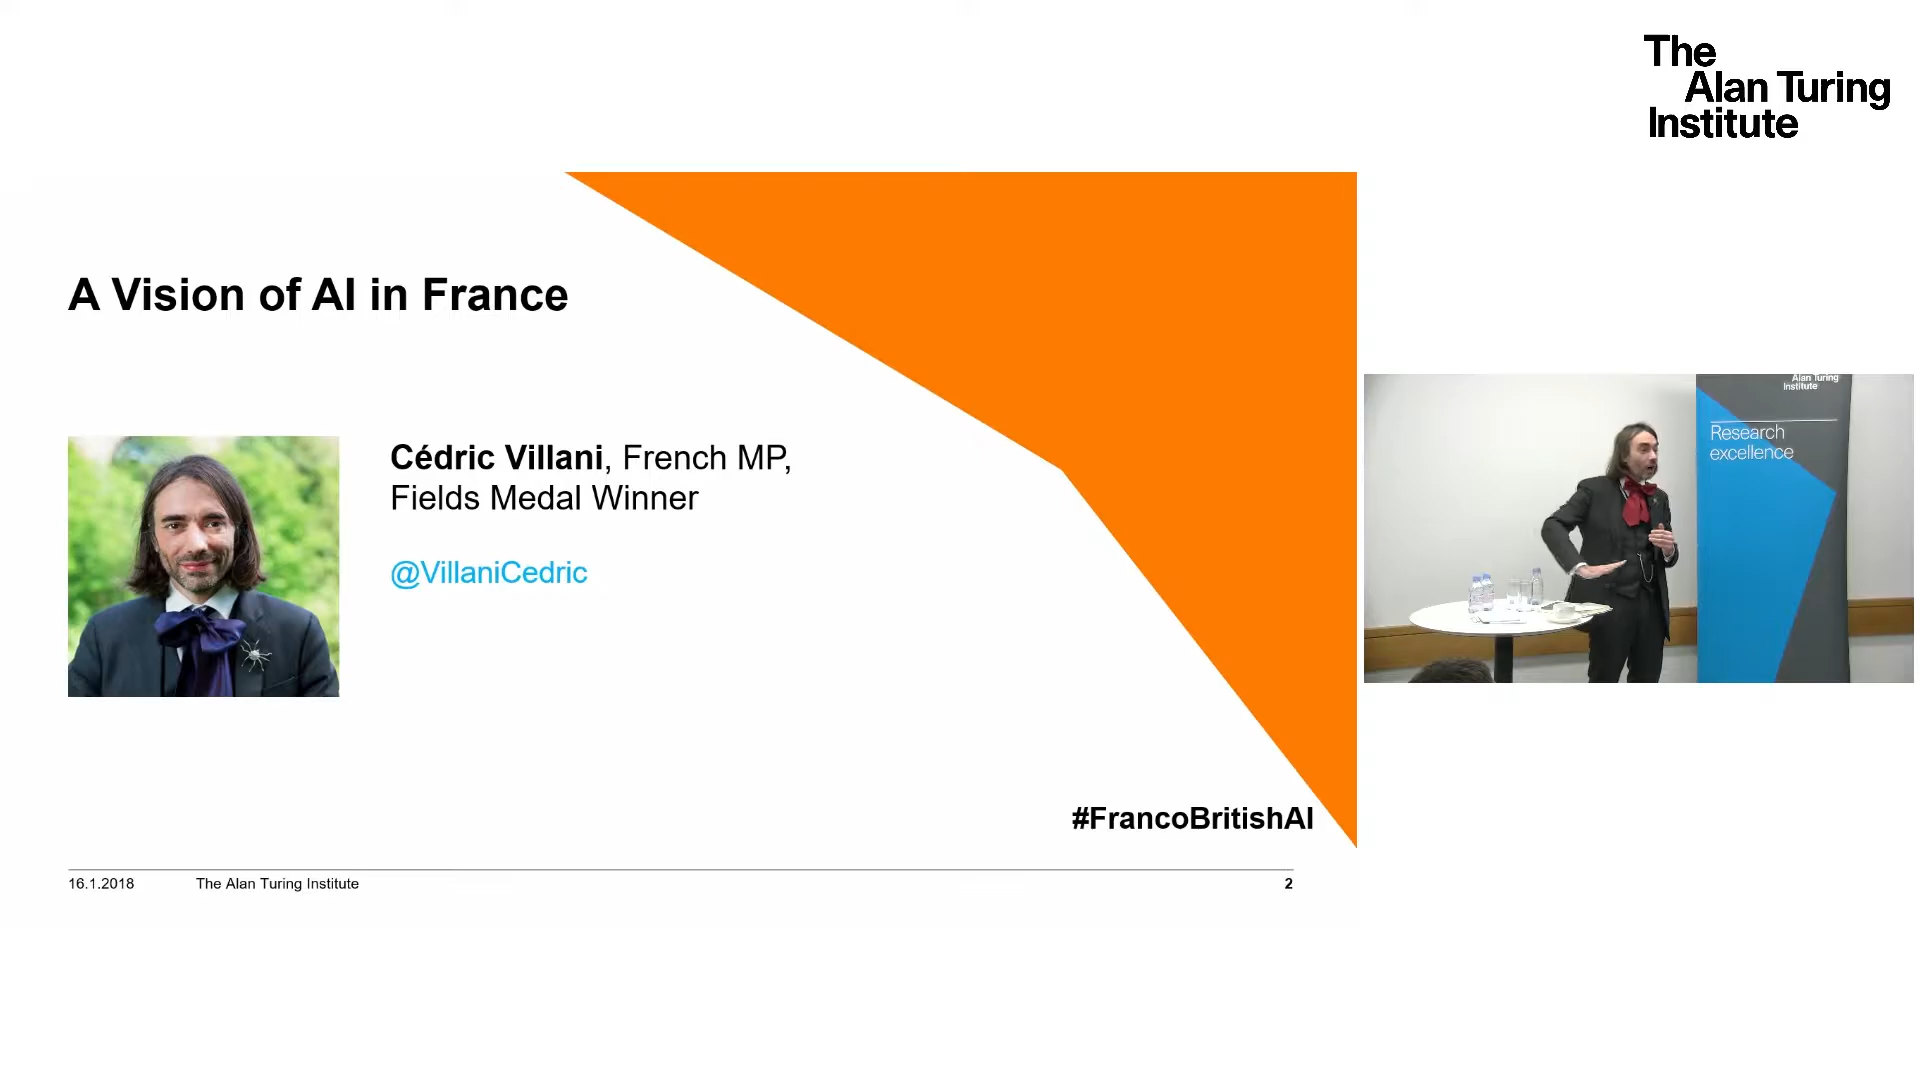 The
Alan Turing
Institute
A Vision of AI in France
Cédric Villani, French MP,
Fields Medal Winner
@VillaniCedric
#FrancoBritishAI
16.1.2018 The Alan Turing Institute 2
Alan Turing
Institute
Research
excellence